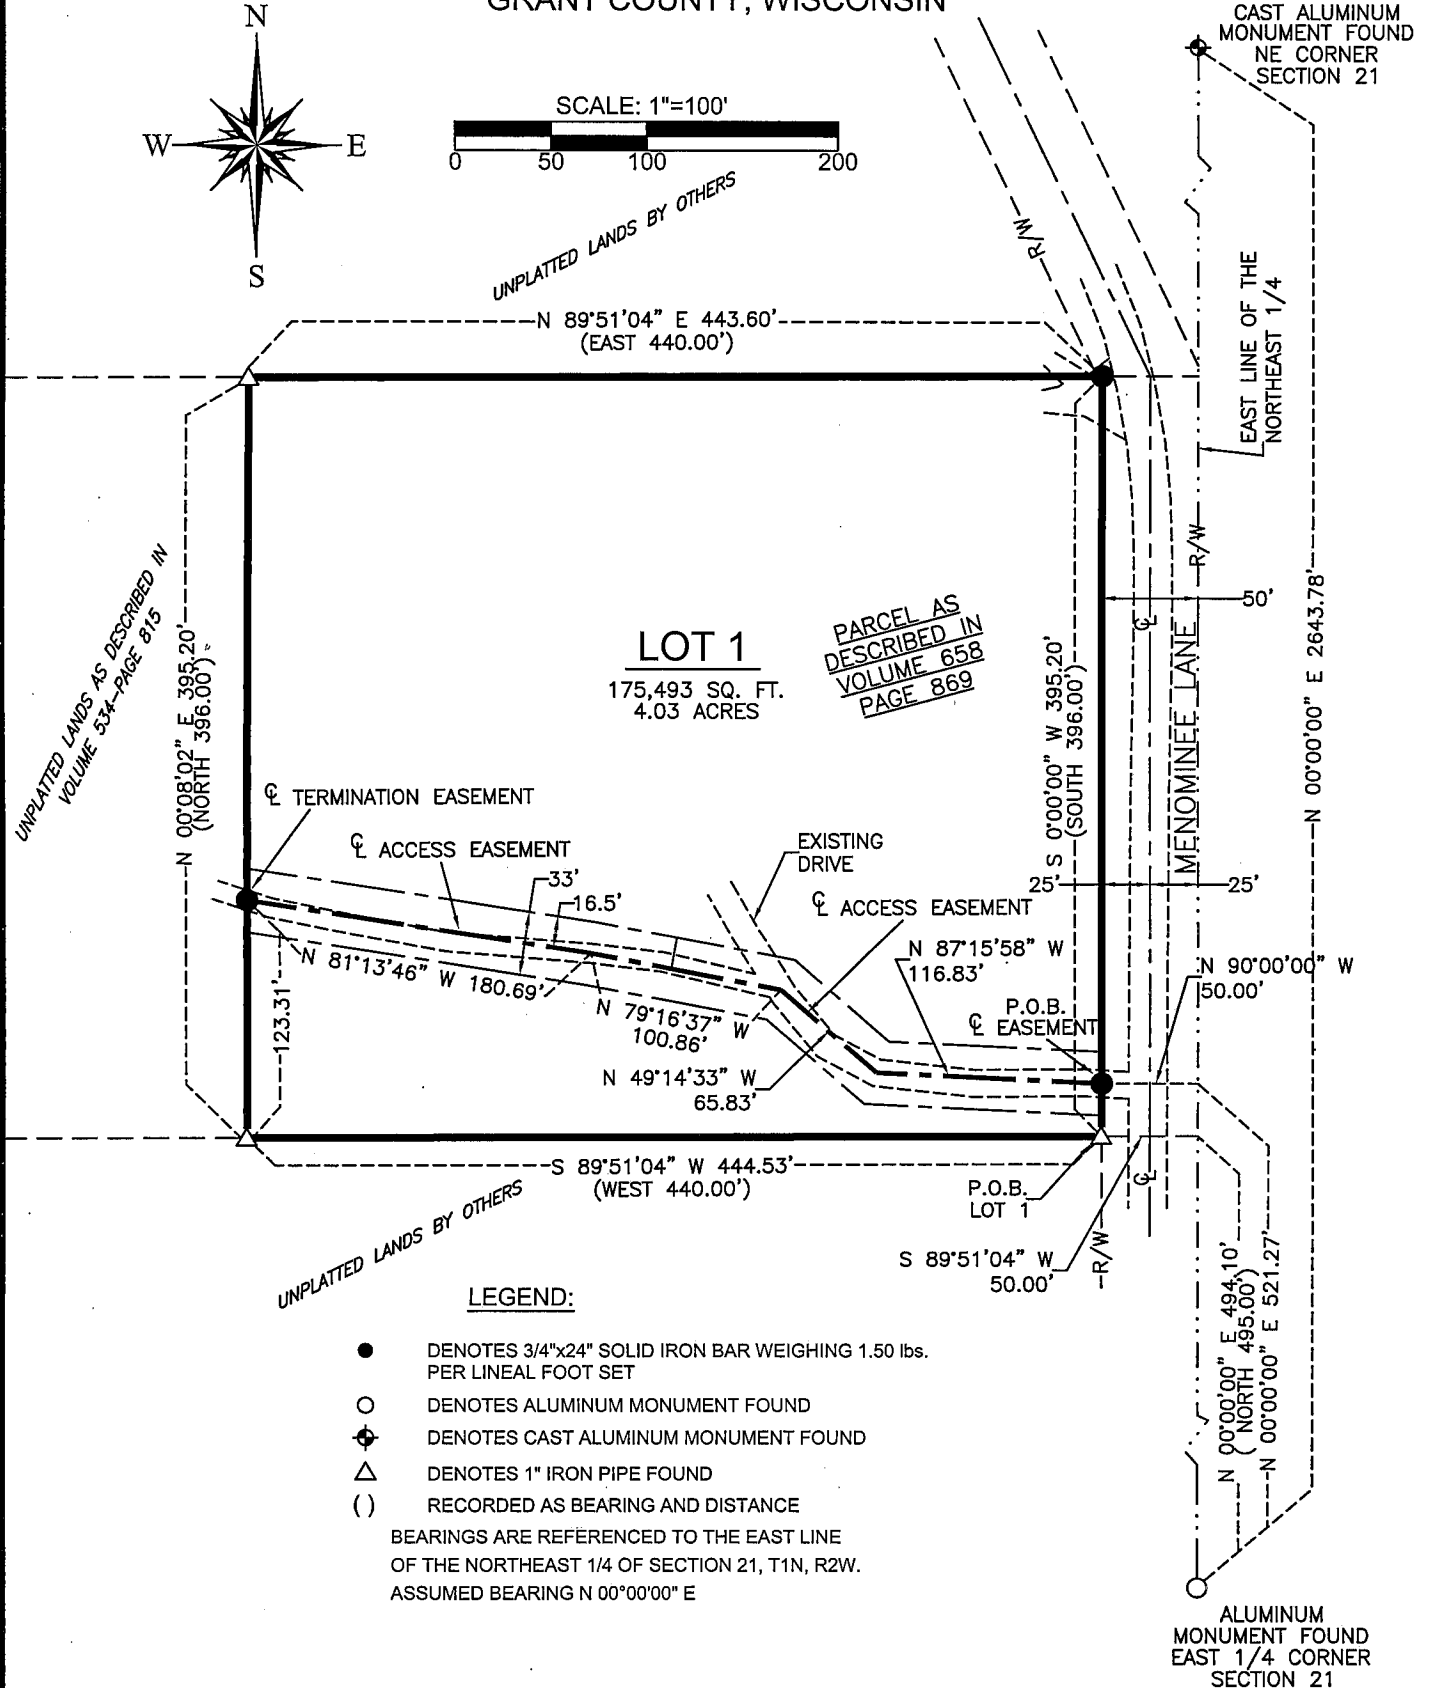 GRANT COUNTY, WISCONSIN
CAST ALUMINUM
MONUMENT FOUND
NE CORNER
SECTION 21
N
W
E
S
SCALE: 1"=100'
0 50 100 200
UNPLATTED LANDS BY OTHERS
R/W
EAST LINE OF THE
NORTHEAST 1/4
N 89°51'04" E 443.60'
(EAST 440.00')
UNPLATTED LANDS AS DESCRIBED IN
VOLUME 534-PAGE 815
N 00°08'02" E 395.20'
(NORTH 396.00')
LOT 1
175,493 SQ. FT.
4.03 ACRES
PARCEL AS
DESCRIBED IN
VOLUME 658
PAGE 869
S 0°00'00" W 395.20'
(SOUTH 396.00')
R/W
50'
℄
MENOMINEE LANE
N 00°00'00" E 2643.78'
25'
25'
℄ TERMINATION EASEMENT
℄ ACCESS EASEMENT
33'
16.5'
EXISTING
DRIVE
℄ ACCESS EASEMENT
N 87°15'58" W
116.83'
N 90°00'00" W
50.00'
P.O.B.
℄ EASEMENT
N 81°13'46" W 180.69'
123.31'
N 79°16'37" W
100.86'
N 49°14'33" W
65.83'
S 89°51'04" W 444.53'
(WEST 440.00')
UNPLATTED LANDS BY OTHERS
P.O.B.
LOT 1
℄
S 89°51'04" W
50.00'
R/W
N 00°00'00" E 494.10'
( NORTH 495.00')
N 00°00'00" E 521.27'
LEGEND:
DENOTES 3/4"x24" SOLID IRON BAR WEIGHING 1.50 lbs.
PER LINEAL FOOT SET
DENOTES ALUMINUM MONUMENT FOUND
DENOTES CAST ALUMINUM MONUMENT FOUND
DENOTES 1" IRON PIPE FOUND
( ) RECORDED AS BEARING AND DISTANCE
BEARINGS ARE REFERENCED TO THE EAST LINE
OF THE NORTHEAST 1/4 OF SECTION 21, T1N, R2W.
ASSUMED BEARING N 00°00'00" E
ALUMINUM
MONUMENT FOUND
EAST 1/4 CORNER
SECTION 21